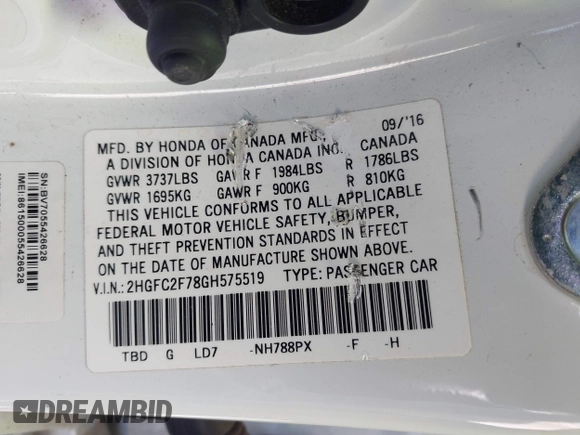 MFD. BY HONDA OF CANADA MFG., 09/'16
A DIVISION OF HONDA CANADA INC., CANADA
GVWR 3737LBS GAWR F 1984LBS R 1786LBS
GVWR 1695KG GAWR F 900KG R 810KG
THIS VEHICLE CONFORMS TO ALL APPLICABLE
FEDERAL MOTOR VEHICLE SAFETY, BUMPER,
AND THEFT PREVENTION STANDARDS IN EFFECT
ON THE DATE OF MANUFACTURE SHOWN ABOVE.
V.I.N.: 2HGFC2F78GH575519 TYPE: PASSENGER CAR
TBD G LD7 -NH788PX -F -H
SN:BV7055426628
IMEI:861500055426628
DREAMBID